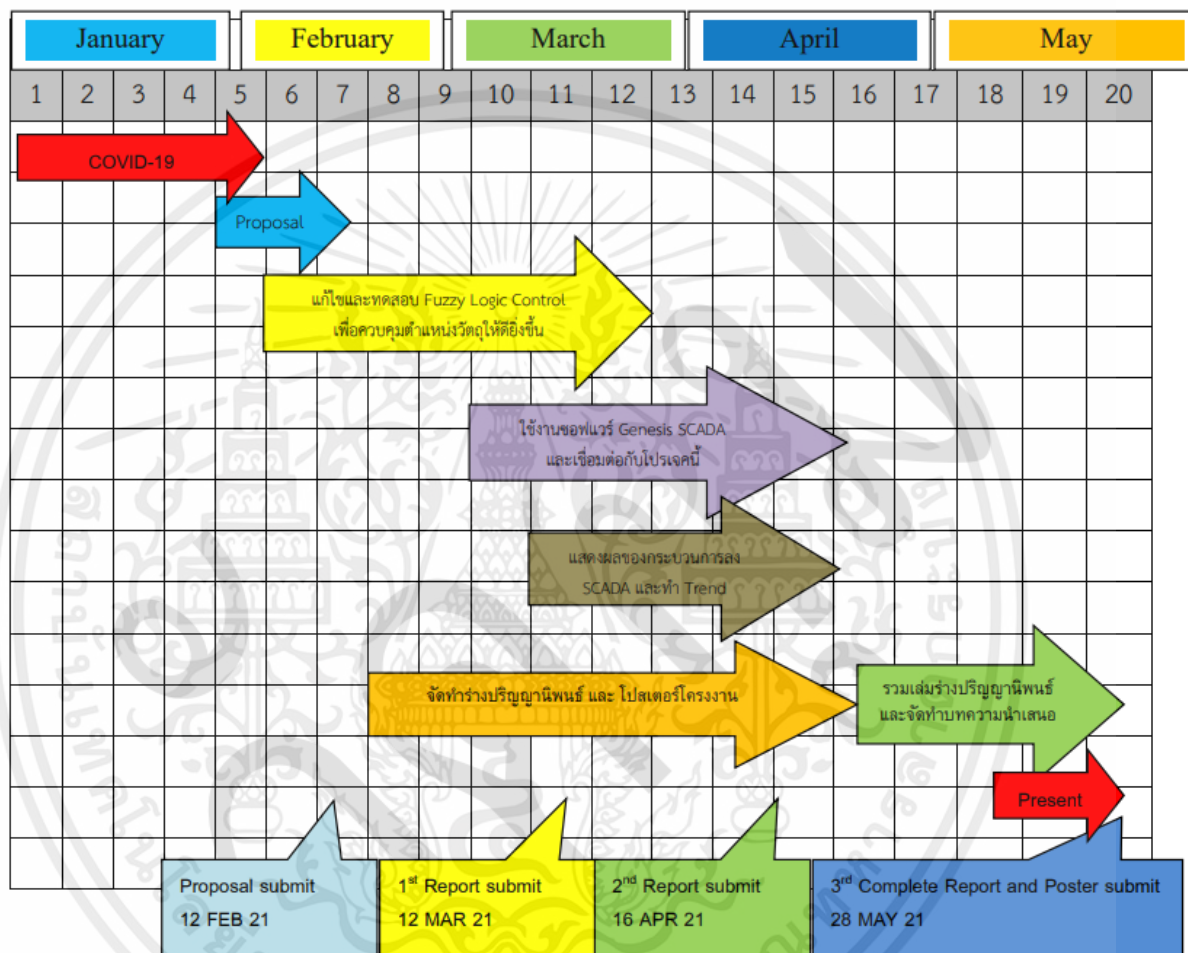 January February March April May
1 2 3 4 5 6 7 8 9 10 11 12 13 14 15 16 17 18 19 20
COVID-19
Proposal
แก้ไขและทดสอบ Fuzzy Logic Control
เพื่อควบคุมตำแหน่งวัตถุให้ดียิ่งขึ้น
ใช้งานซอฟแวร์ Genesis SCADA
และเชื่อมต่อกับโปรเจคนี้
แสดงผลของกระบวนการลง
SCADA และทำ Trend
จัดทำร่างปริญญานิพนธ์ และ โปสเตอร์โครงงาน
รวมเล่มร่างปริญญานิพนธ์
และจัดทำบทความนำเสนอ
Present
Proposal submit
12 FEB 21
1st Report submit
12 MAR 21
2nd Report submit
16 APR 21
3rd Complete Report and Poster submit
28 MAY 21